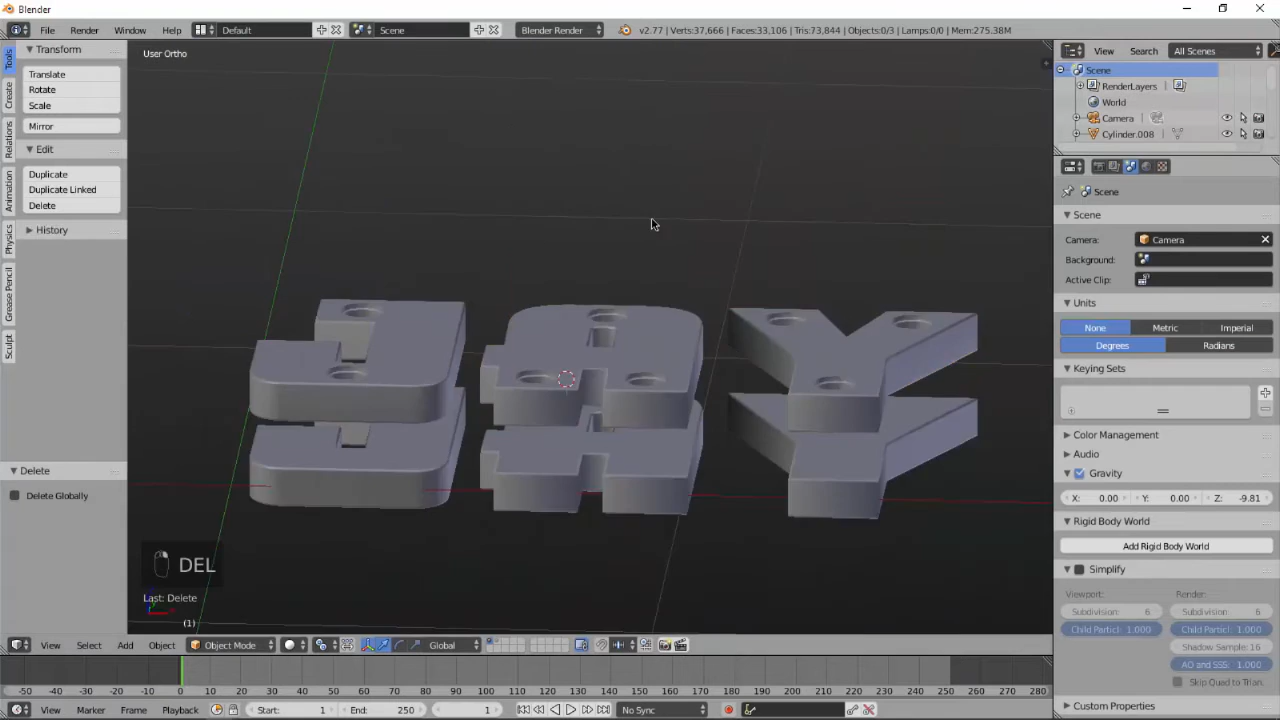 Blender
File Render Window Help Default Scene Blender Render v2.77 | Verts:37,666 | Faces:33,106 | Tris:73,844 | Objects:0/3 | Lamps:0/0 | Mem:275.38M
View Search All Scenes
Tools
Create
Relations
Animation
Physics
Grease Pencil
Sculpt
Transform
Translate
Rotate
Scale
Mirror
Edit
Duplicate
Duplicate Linked
Delete
History
Delete
Delete Globally
User Ortho
DEL
Last: Delete
(1)
Scene
RenderLayers
World
Camera
Cylinder.008
Scene
Scene
Camera: Camera
Background:
Active Clip:
Units
None Metric Imperial
Degrees Radians
Keying Sets
Color Management
Audio
Gravity
X: 0.00 Y: 0.00 Z: -9.81
Rigid Body World
Add Rigid Body World
Simplify
Viewport: Render:
Subdivision: 6 Subdivision: 6
Child Particl: 1.000 Child Particl: 1.000
Shadow Sample: 16
AO and SSS: 1.000
Skip Quad to Trian.
Custom Properties
View Select Add Object Object Mode Global
-50 -40 -30 -20 -10 0 10 20 30 40 50 60 70 80 90 100 110 120 130 140 150 160 170 180 190 200 210 220 230 240 250 260 270 280
View Marker Frame Playback Start: 1 End: 250 1 No Sync